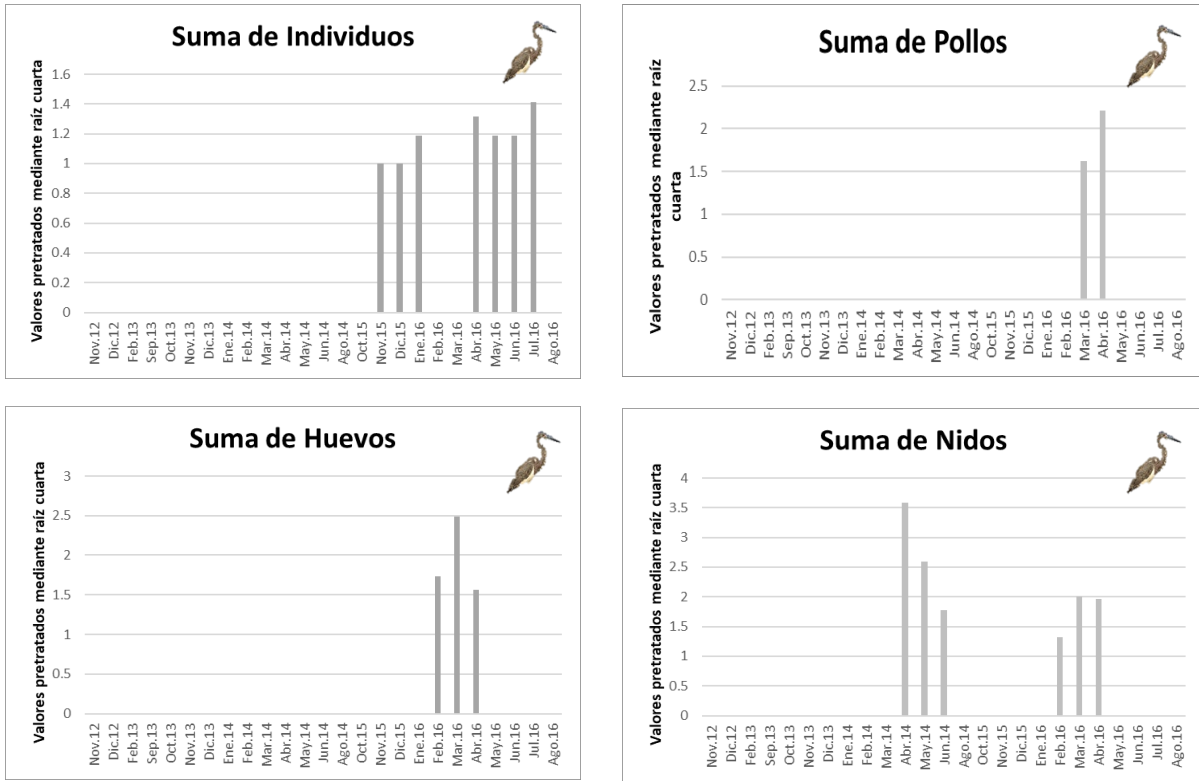 Suma de Individuos
Valores pretratados mediante raíz cuarta
1.6
1.4
1.2
1
0.8
0.6
0.4
0.2
0
Nov.12
Dic.12
Feb.13
Sep.13
Oct.13
Nov.13
Dic.13
Ene.14
Feb.14
Mar.14
Abr.14
May.14
Jun.14
Ago.14
Oct.15
Nov.15
Dic.15
Ene.16
Feb.16
Mar.16
Abr.16
May.16
Jun.16
Jul.16
Ago.16
Suma de Pollos
Valores pretratados mediante raíz
cuarta
2.5
2
1.5
1
0.5
0
Nov.12
Dic.12
Feb.13
Sep.13
Oct.13
Nov.13
Dic.13
Ene.14
Feb.14
Mar.14
Abr.14
May.14
Jun.14
Ago.14
Oct.15
Nov.15
Dic.15
Ene.16
Feb.16
Mar.16
Abr.16
May.16
Jun.16
Jul.16
Ago.16
Suma de Huevos
Valores pretratados mediante raíz cuarta
3
2.5
2
1.5
1
0.5
0
Nov.12
Dic.12
Feb.13
Sep.13
Oct.13
Nov.13
Dic.13
Ene.14
Feb.14
Mar.14
Abr.14
May.14
Jun.14
Ago.14
Oct.15
Nov.15
Dic.15
Ene.16
Feb.16
Mar.16
Abr.16
May.16
Jun.16
Jul.16
Ago.16
Suma de Nidos
Valores pretratados mediante raíz cuarta
4
3.5
3
2.5
2
1.5
1
0.5
0
Nov.12
Dic.12
Feb.13
Sep.13
Oct.13
Nov.13
Dic.13
Ene.14
Feb.14
Mar.14
Abr.14
May.14
Jun.14
Ago.14
Oct.15
Nov.15
Dic.15
Ene.16
Feb.16
Mar.16
Abr.16
May.16
Jun.16
Jul.16
Ago.16